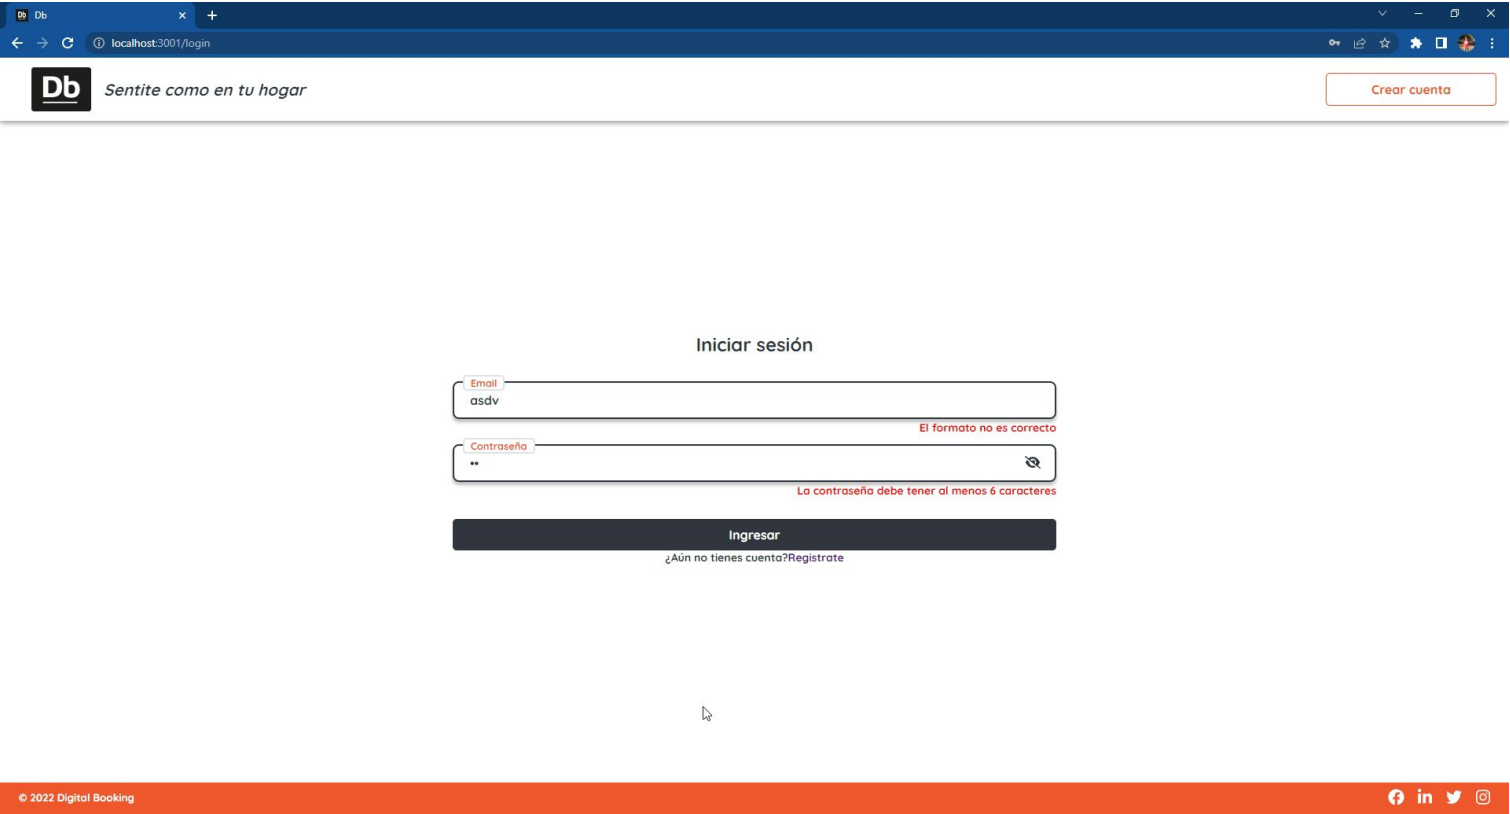 Db Db
localhost:3001/login
Db Sentite como en tu hogar Crear cuenta
Iniciar sesión
Email
asdv
El formato no es correcto
Contraseña
••
La contraseña debe tener al menos 6 caracteres
Ingresar
¿Aún no tienes cuenta?Registrate
© 2022 Digital Booking